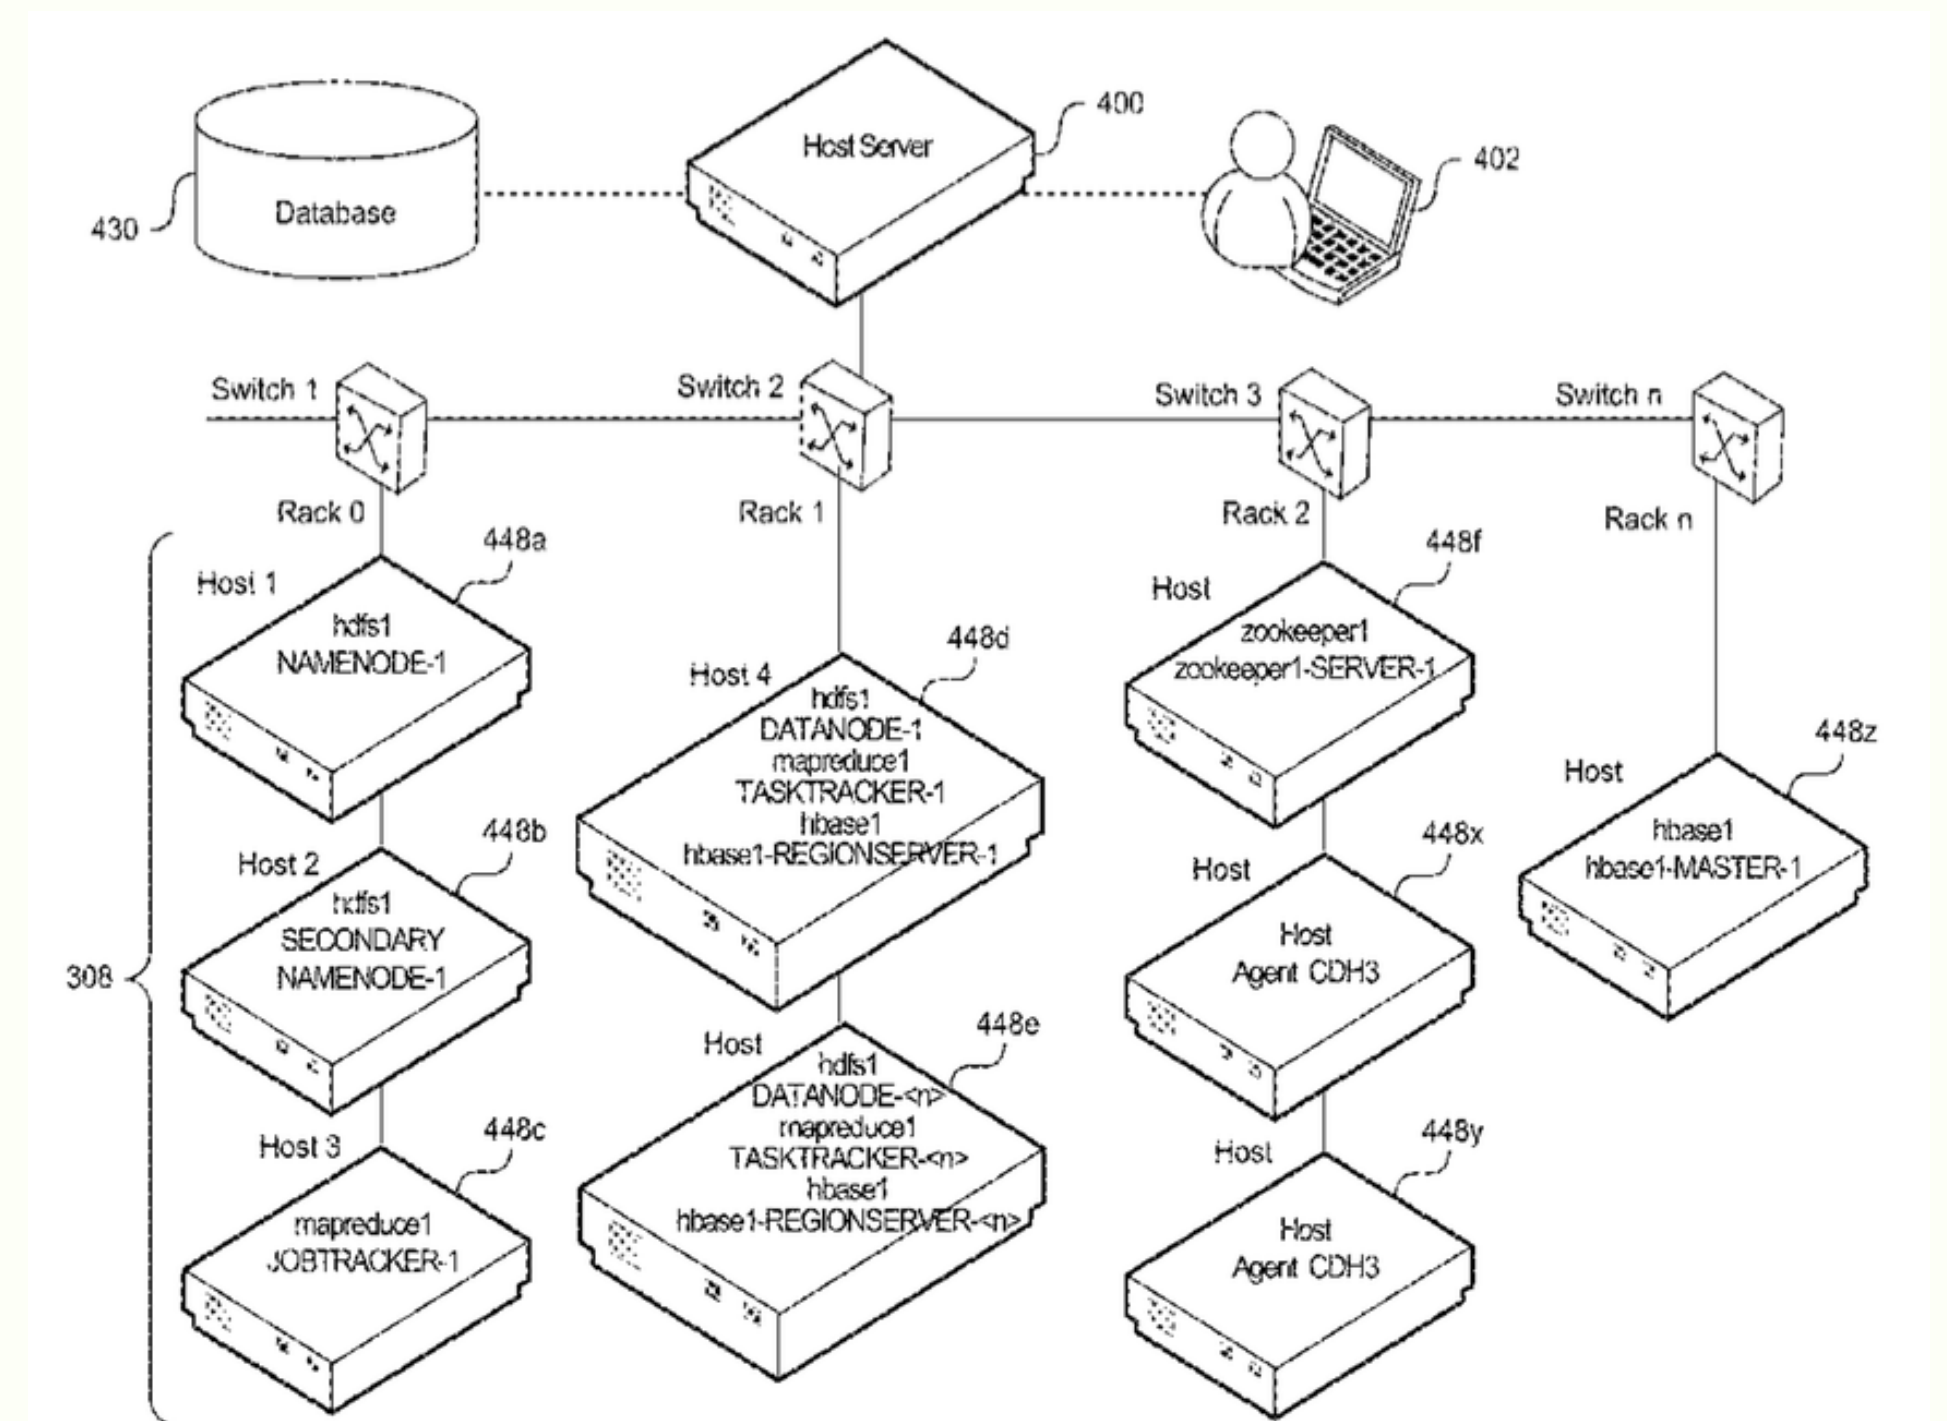 400
Host Server
402
Database
430
Switch 1
Switch 2
Switch 3
Switch n
Rack 0
Rack 1
Rack 2
Rack n
448a
Host 1
hdfs1
NAMENODE-1
448b
Host 2
hdfs1
SECONDARY
NAMENODE-1
308
448c
Host 3
mapreduce1
JOBTRACKER-1
448d
Host 4
hdfs1
DATANODE-1
mapreduce1
TASKTRACKER-1
hbase1
hbase1-REGIONSERVER-1
448e
Host
hdfs1
DATANODE-<n>
mapreduce1
TASKTRACKER-<n>
hbase1
hbase1-REGIONSERVER-<n>
448f
Host
zookeeper1
zookeeper1-SERVER-1
448x
Host
Host
Agent CDH3
448y
Host
Host
Agent CDH3
448z
Host
hbase1
hbase1-MASTER-1